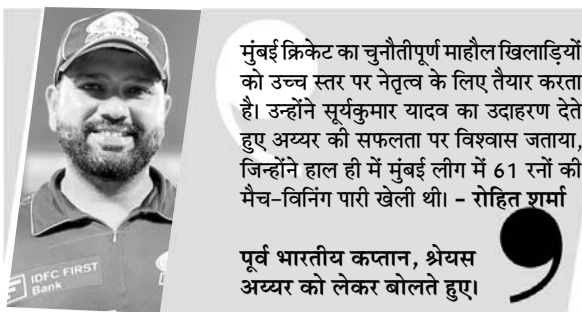 मुंबई क्रिकेट का चुनौतीपूर्ण माहौल खिलाड़ियों
को उच्च स्तर पर नेतृत्व के लिए तैयार करता
है। उन्होंने सूर्यकुमार यादव का उदाहरण देते
हुए अय्यर की सफलता पर विश्वास जताया,
जिन्होंने हाल ही में मुंबई लीग में 61 रनों की
मैच-विनिंग पारी खेली थी। - रोहित शर्मा
पूर्व भारतीय कप्तान, श्रेयस
अय्यर को लेकर बोलते हुए।
IDFC FIRST
Bank